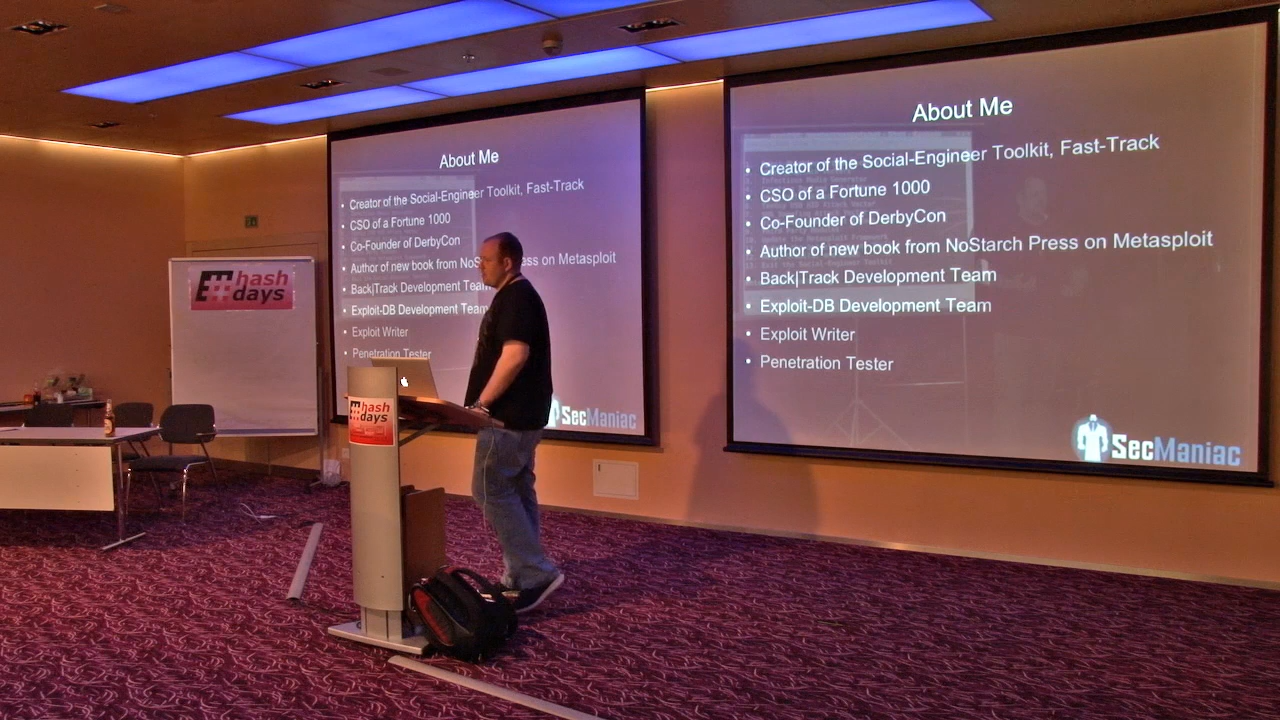 hash
days
hash
days
About Me
• Creator of the Social-Engineer Toolkit, Fast-Track
• CSO of a Fortune 1000
• Co-Founder of DerbyCon
• Author of new book from NoS ess on Metasploit
• Back|Track Development Team
• Exploit-DB Development Team
• Exploit Writer
• Penetration Tester
SecManiac
About Me
• Creator of the Social-Engineer Toolkit, Fast-Track
• CSO of a Fortune 1000
• Co-Founder of DerbyCon
• Author of new book from NoStarch Press on Metasploit
• Back|Track Development Team
• Exploit-DB Development Team
• Exploit Writer
• Penetration Tester
SecManiac